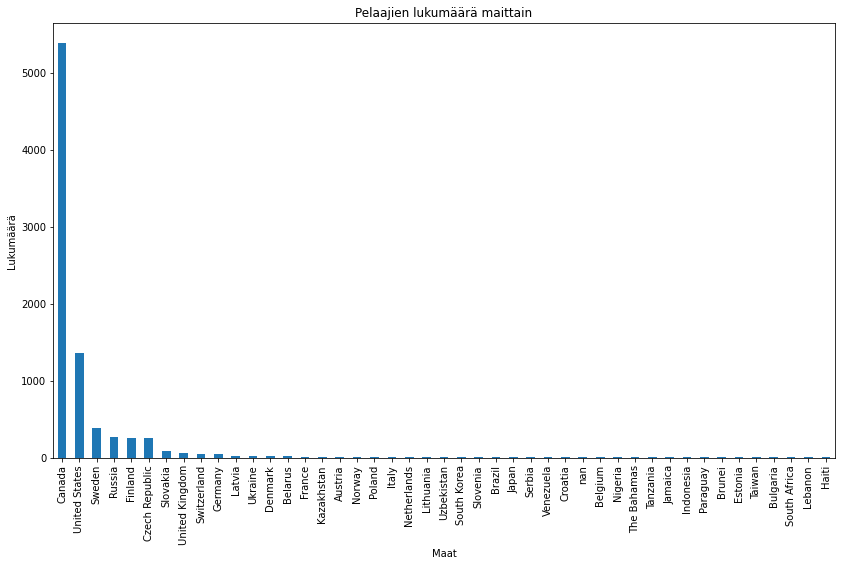 Pelaajien lukumäärä maittain
Lukumäärä
5000
4000
3000
2000
1000
0
Canada
United States
Sweden
Russia
Finland
Czech Republic
Slovakia
United Kingdom
Switzerland
Germany
Latvia
Ukraine
Denmark
Belarus
France
Kazakhstan
Austria
Norway
Poland
Italy
Netherlands
Lithuania
Uzbekistan
South Korea
Slovenia
Brazil
Japan
Serbia
Venezuela
Croatia
nan
Belgium
Nigeria
The Bahamas
Tanzania
Jamaica
Indonesia
Paraguay
Brunei
Estonia
Taiwan
Bulgaria
South Africa
Lebanon
Haiti
Maat